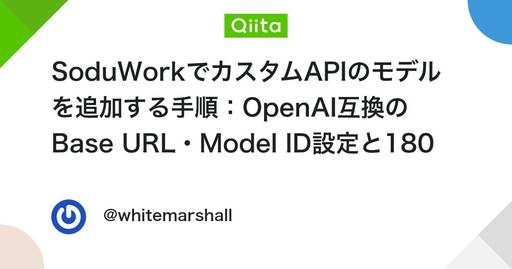 Qiita
SoduWorkでカスタムAPIのモデル
を追加する手順：OpenAI互換の
Base URL・Model ID設定と180
@whitemarshall